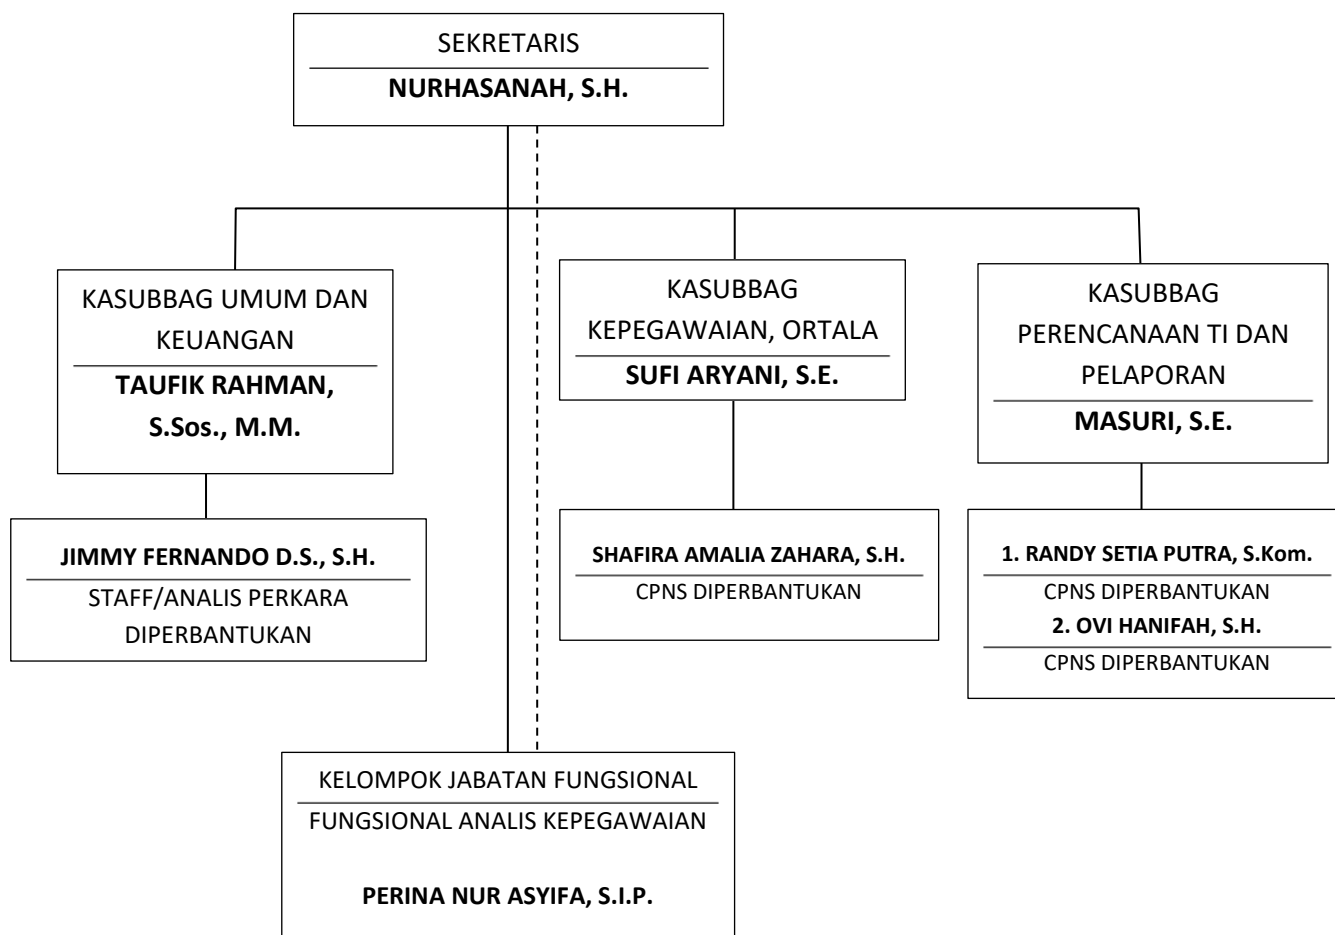 SEKRETARIS
NURHASANAH, S.H.
KASUBBAG UMUM DAN
KEUANGAN
TAUFIK RAHMAN,
S.Sos., M.M.
KASUBBAG
KEPEGAWAIAN, ORTALA
SUFI ARYANI, S.E.
KASUBBAG
PERENCANAAN TI DAN
PELAPORAN
MASURI, S.E.
JIMMY FERNANDO D.S., S.H.
STAFF/ANALIS PERKARA
DIPERBANTUKAN
SHAFIRA AMALIA ZAHARA, S.H.
CPNS DIPERBANTUKAN
1. RANDY SETIA PUTRA, S.Kom.
CPNS DIPERBANTUKAN
2. OVI HANIFAH, S.H.
CPNS DIPERBANTUKAN
KELOMPOK JABATAN FUNGSIONAL
FUNGSIONAL ANALIS KEPEGAWAIAN
PERINA NUR ASYIFA, S.I.P.